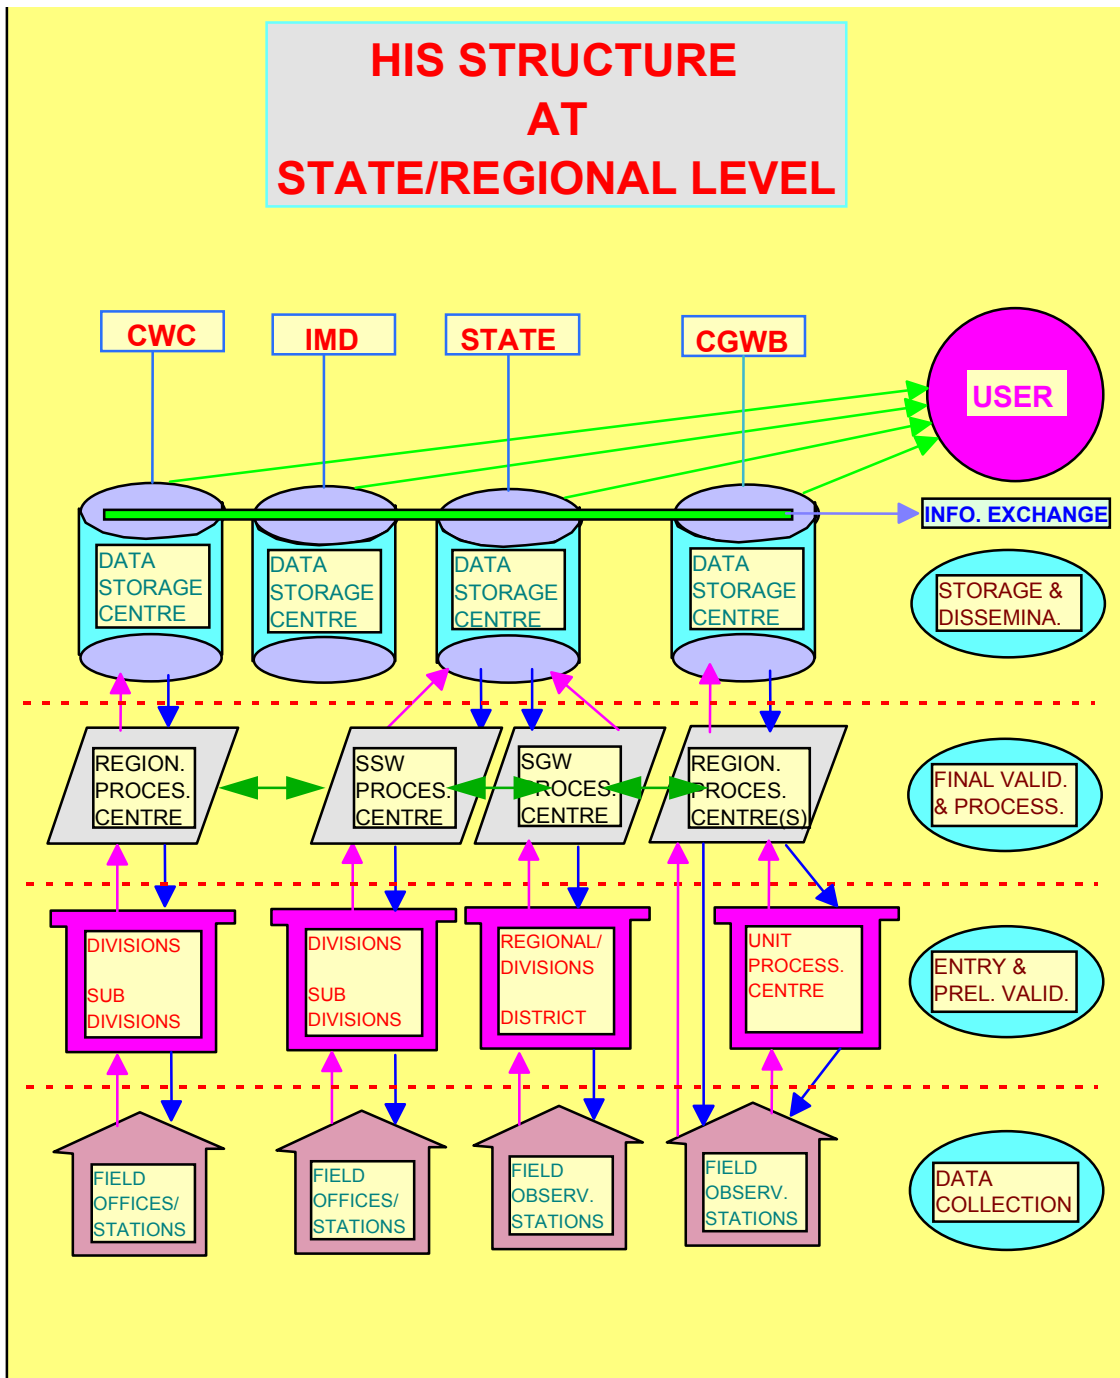 HIS STRUCTURE
AT
STATE/REGIONAL LEVEL
CWC
IMD
STATE
CGWB
USER
INFO. EXCHANGE
DATA
STORAGE
CENTRE
DATA
STORAGE
CENTRE
DATA
STORAGE
CENTRE
DATA
STORAGE
CENTRE
STORAGE &
DISSEMINA.
REGION.
PROCES.
CENTRE
SSW
PROCES.
CENTRE
SGW
PROCES.
CENTRE
REGION.
PROCES.
CENTRE(S)
FINAL VALID.
& PROCESS.
DIVISIONS
SUB
DIVISIONS
DIVISIONS
SUB
DIVISIONS
REGIONAL/
DIVISIONS
DISTRICT
UNIT
PROCESS.
CENTRE
ENTRY &
PREL. VALID.
FIELD
OFFICES/
STATIONS
FIELD
OFFICES/
STATIONS
FIELD
OBSERV.
STATIONS
FIELD
OBSERV.
STATIONS
DATA
COLLECTION